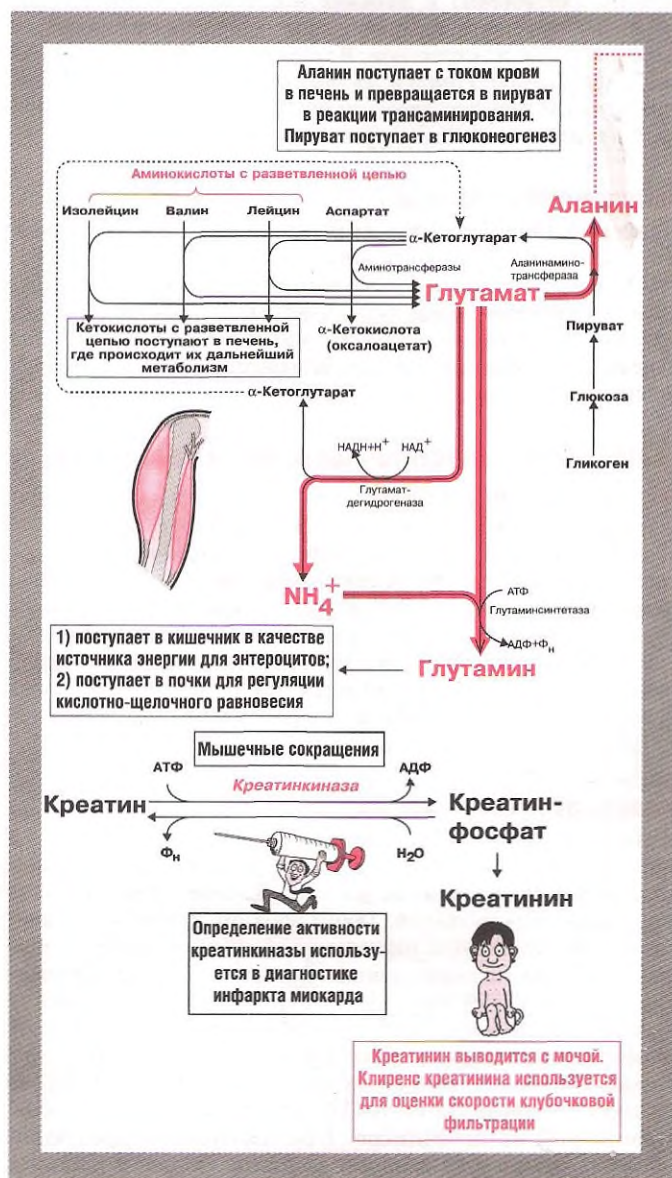 Аланин поступает с током крови
в печень и превращается в пируват
в реакции трансаминирования.
Пируват поступает в глюконеогенез
Аминокислоты с разветвленной цепью
Аланин
Изолейцин Валин Лейцин Аспартат
α-Кетоглутарат
Аминотрансферазы
Аланинамино-
трансфераза
Глутамат
Кетокислоты с разветвленной
цепью поступают в печень,
где происходит их дальнейший
метаболизм
α-Кетокислота
(оксалоацетат)
Пируват
α-Кетоглутарат
Глюкоза
НАДН+Н+ НАД+
Гликоген
Глутамат-
дегидрогеназа
NH4+
АТФ
Глутаминсинтетаза
АДФ+Фн
Глутамин
1) поступает в кишечник в качестве
источника энергии для энтероцитов;
2) поступает в почки для регуляции
кислотно-щелочного равновесия
Мышечные сокращения
АТФ АДФ
Креатинкиназа
Креатин
Креатин-
фосфат
Фн H2O
Креатинин
Определение активности
креатинкиназы использу-
ется в диагностике
инфаркта миокарда
Креатинин выводится с мочой.
Клиренс креатинина используется
для оценки скорости клубочковой
фильтрации